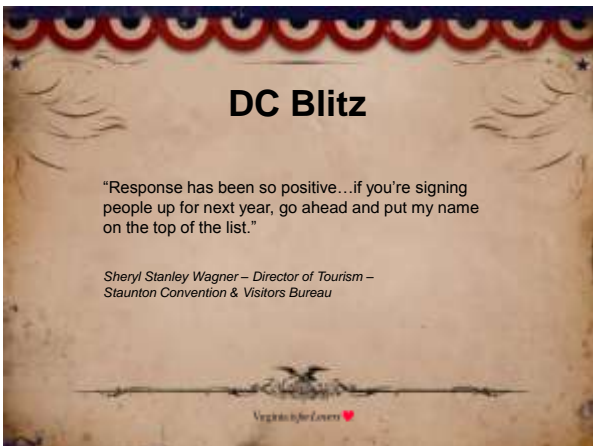 DC Blitz
“Response has been so positive…if you’re signing
people up for next year, go ahead and put my name
on the top of the list.”
Sheryl Stanley Wagner – Director of Tourism –
Staunton Convention & Visitors Bureau
Virginia is for Lovers